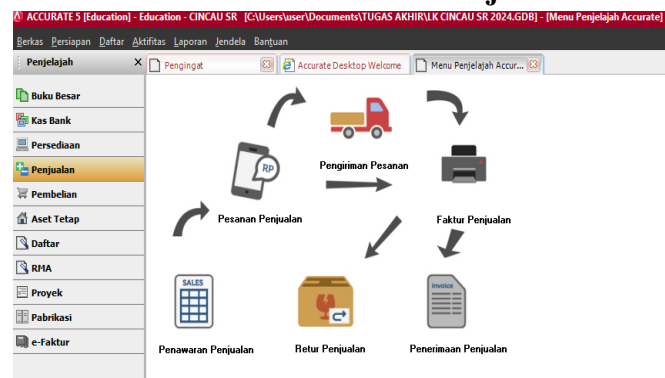 ACCURATE 5 [Education] - Education - CINCAU SR [C:\Users\user\Documents\TUGAS AKHIR\LK CINCAU SR 2024.GDB] - [Menu Penjelajah Accurate]
Berkas Persiapan Daftar Aktifitas Laporan Jendela Bantuan
Penjelajah X Pengingat Accurate Desktop Welcome Menu Penjelajah Accur...
Buku Besar
Kas Bank
Persediaan
Penjualan
Pembelian
Aset Tetap
Daftar
RMA
Proyek
Pabrikasi
e-Faktur
Pengiriman Pesanan
RP
Pesanan Penjualan
Faktur Penjualan
SALES
Invoice
Penawaran Penjualan
Retur Penjualan
Penerimaan Penjualan